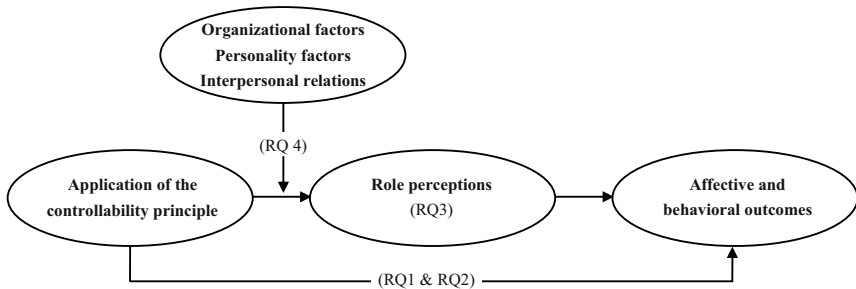 Organizational factors
Personality factors
Interpersonal relations
(RQ 4)
Application of the
controllability principle
Role perceptions
(RQ3)
Affective and
behavioral outcomes
(RQ1 & RQ2)